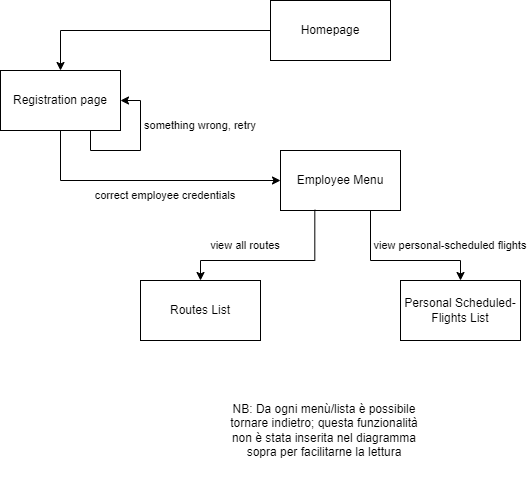 Homepage
Registration page
something wrong, retry
correct employee credentials
Employee Menu
view all routes
view personal-scheduled flights
Routes List
Personal Scheduled-
Flights List
NB: Da ogni menù/lista è possibile
tornare indietro; questa funzionalità
non è stata inserita nel diagramma
sopra per facilitarne la lettura